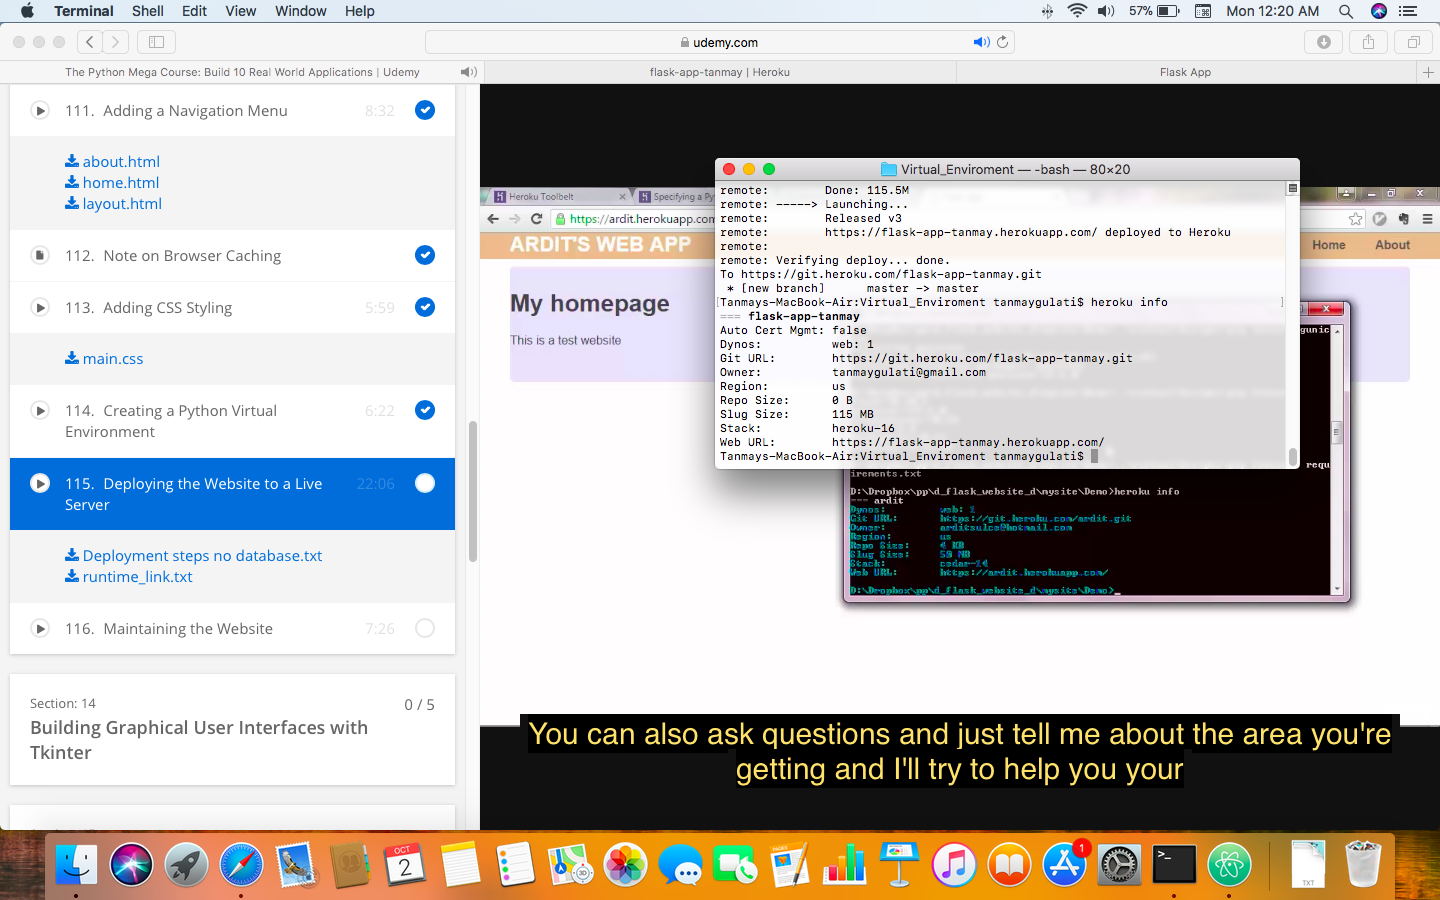 Terminal Shell Edit View Window Help
57% Mon 12:20 AM
udemy.com
The Python Mega Course: Build 10 Real World Applications | Udemy
flask-app-tanmay | Heroku
Flask App
111. Adding a Navigation Menu 8:32
about.html
home.html
layout.html
112. Note on Browser Caching
113. Adding CSS Styling 5:59
main.css
114. Creating a Python Virtual
Environment
6:22
115. Deploying the Website to a Live
Server
22:06
Deployment steps no database.txt
runtime_link.txt
116. Maintaining the Website 7:26
Section: 14
0 / 5
Building Graphical User Interfaces with
Tkinter
Heroku Toolbelt
Specifying a Py
https://ardit.herokuapp.com
ARDIT'S WEB APP
Home About
My homepage
This is a test website
Virtual_Enviroment — -bash — 80×20
remote: Done: 115.5M
remote: -----> Launching...
remote: Released v3
remote: https://flask-app-tanmay.herokuapp.com/ deployed to Heroku
remote:
remote: Verifying deploy... done.
To https://git.heroku.com/flask-app-tanmay.git
* [new branch] master -> master
[Tanmays-MacBook-Air:Virtual_Enviroment tanmaygulati$ heroku info ]
=== flask-app-tanmay
Auto Cert Mgmt: false
Dynos: web: 1
Git URL: https://git.heroku.com/flask-app-tanmay.git
Owner: tanmaygulati@gmail.com
Region: us
Repo Size: 0 B
Slug Size: 115 MB
Stack: heroku-16
Web URL: https://flask-app-tanmay.herokuapp.com/
Tanmays-MacBook-Air:Virtual_Enviroment tanmaygulati$
gunic
requ
irements.txt
D:\Dropbox\pp\d_flask_website_d\mysite\Demo>heroku info
=== ardit
Dynos: web: 1
Git URL: https://git.heroku.com/ardit.git
Owner: arditsulce@hotmail.com
Region: us
Repo Size: 4 KB
Slug Size: 50 MB
Stack: cedar-14
Web URL: https://ardit.herokuapp.com/
D:\Dropbox\pp\d_flask_website_d\mysite\Demo>_
You can also ask questions and just tell me about the area you're
getting and I'll try to help you your
OCT
2
PAGES
3D
1
>_
TXT